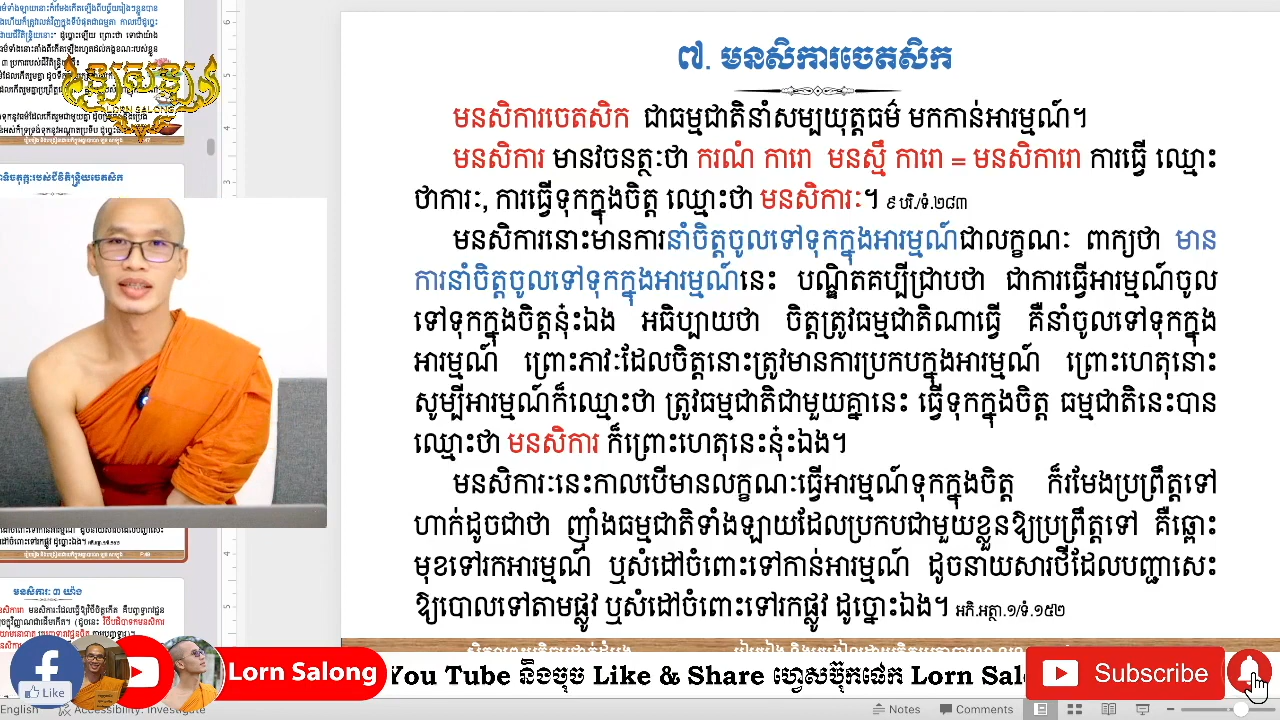 ៧. មនសិការចេតសិក
មនសិការចេតសិក ជាធម្មជាតិនាំសម្បយុត្តធម៌ មកកាន់អារម្មណ៍។
មនសិការ មានវចនត្ថៈថា ករណំ ការោ មនស្មឹ ការោ = មនសិការោ ការធ្វើ ឈ្មោះ
ថាការៈ, ការធ្វើទុកក្នុងចិត្ត ឈ្មោះថា មនសិការៈ។ ៩ បរិ./ទំ.២៨៣
មនសិការនោះមានការនាំចិត្តចូលទៅទុកក្នុងអារម្មណ៍ជាលក្ខណៈ ពាក្យថា មាន
ការនាំចិត្តចូលទៅទុកក្នុងអារម្មណ៍នេះ បណ្ឌិតគប្បីជ្រាបថា ជាការធ្វើអារម្មណ៍ចូល
ទៅទុកក្នុងចិត្តនុ៎ះឯង អធិប្បាយថា ចិត្តត្រូវធម្មជាតិណាធ្វើ គឺនាំចូលទៅទុកក្នុង
អារម្មណ៍ ព្រោះភាវៈដែលចិត្តនោះត្រូវមានការប្រកបក្នុងអារម្មណ៍ ព្រោះហេតុនោះ
សូម្បីអារម្មណ៍ក៏ឈ្មោះថា ត្រូវធម្មជាតិជាមួយគ្នានេះ ធ្វើទុកក្នុងចិត្ត ធម្មជាតិនេះបាន
ឈ្មោះថា មនសិការ ក៏ព្រោះហេតុនេះនុ៎ះឯង។
មនសិការៈនេះកាលបើមានលក្ខណៈធ្វើអារម្មណ៍ទុកក្នុងចិត្ត ក៏រមែងប្រព្រឹត្តទៅ
ហាក់ដូចជាថា ញ៉ាំងធម្មជាតិទាំងឡាយដែលប្រកបជាមួយខ្លួនឱ្យប្រព្រឹត្តទៅ គឺឆ្ពោះ
មុខទៅរកអារម្មណ៍ ឬសំដៅចំពោះទៅកាន់អារម្មណ៍ ដូចនាយសារថីដែលបញ្ជាសេះ
ឱ្យបោលទៅតាមផ្លូវ ឬសំដៅចំពោះទៅរកផ្លូវ ដូច្នោះឯង។ អភិ.អត្ថា.១/ទំ.១៥២
មនសិការៈ ៣ យ៉ាង
LORN SALONG
Like
Lorn Salong
You Tube និងចុច Like & Share ហ្វេសប៊ុកផេក Lorn Salo
Subscribe
English
Accessibility: Investigate
Notes
Comments